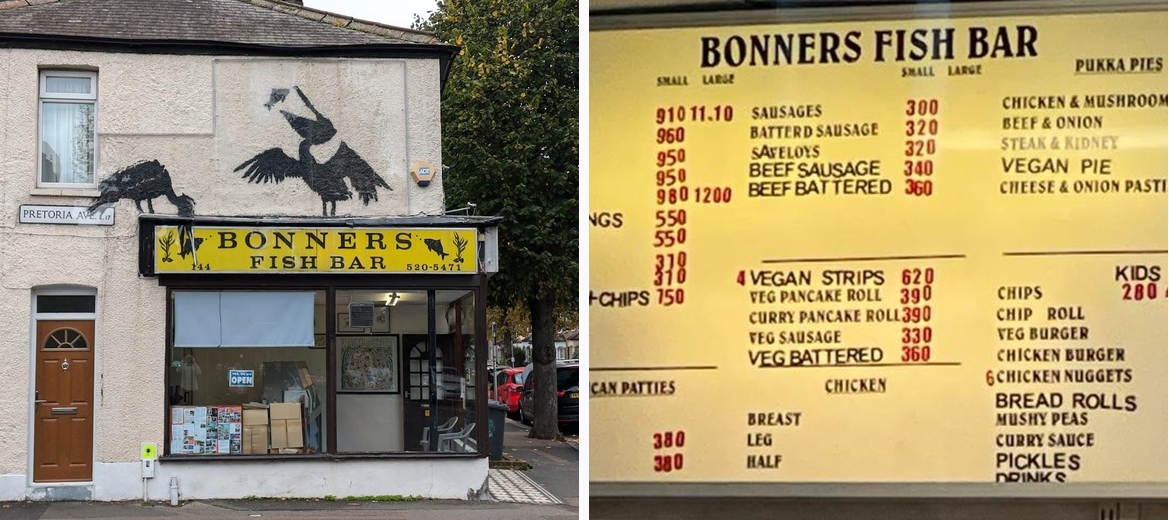 PRETORIA AVE. E.17
BONNERS
FISH BAR
144
520-5471
OPEN
BONNERS FISH BAR
SMALL LARGE
SMALL LARGE
PUKKA PIES
910 11.10
960
950
950
980 1200
NGS 550
550
310
310
+CHIPS 750
CAN PATTIES
380
380
SAUSAGES 300
BATTERD SAUSAGE 320
SAVELOYS 320
BEEF SAUSAGE 340
BEEF BATTERED 360
4 VEGAN STRIPS 620
VEG PANCAKE ROLL 390
CURRY PANCAKE ROLL 390
VEG SAUSAGE 330
VEG BATTERED 360
CHICKEN
BREAST
LEG
HALF
CHICKEN & MUSHROOM
BEEF & ONION
STEAK & KIDNEY
VEGAN PIE
CHEESE & ONION PASTI
KIDS
CHIPS 280
CHIP ROLL
VEG BURGER
CHICKEN BURGER
6 CHICKEN NUGGETS
BREAD ROLLS
MUSHY PEAS
CURRY SAUCE
PICKLES
DRINKS